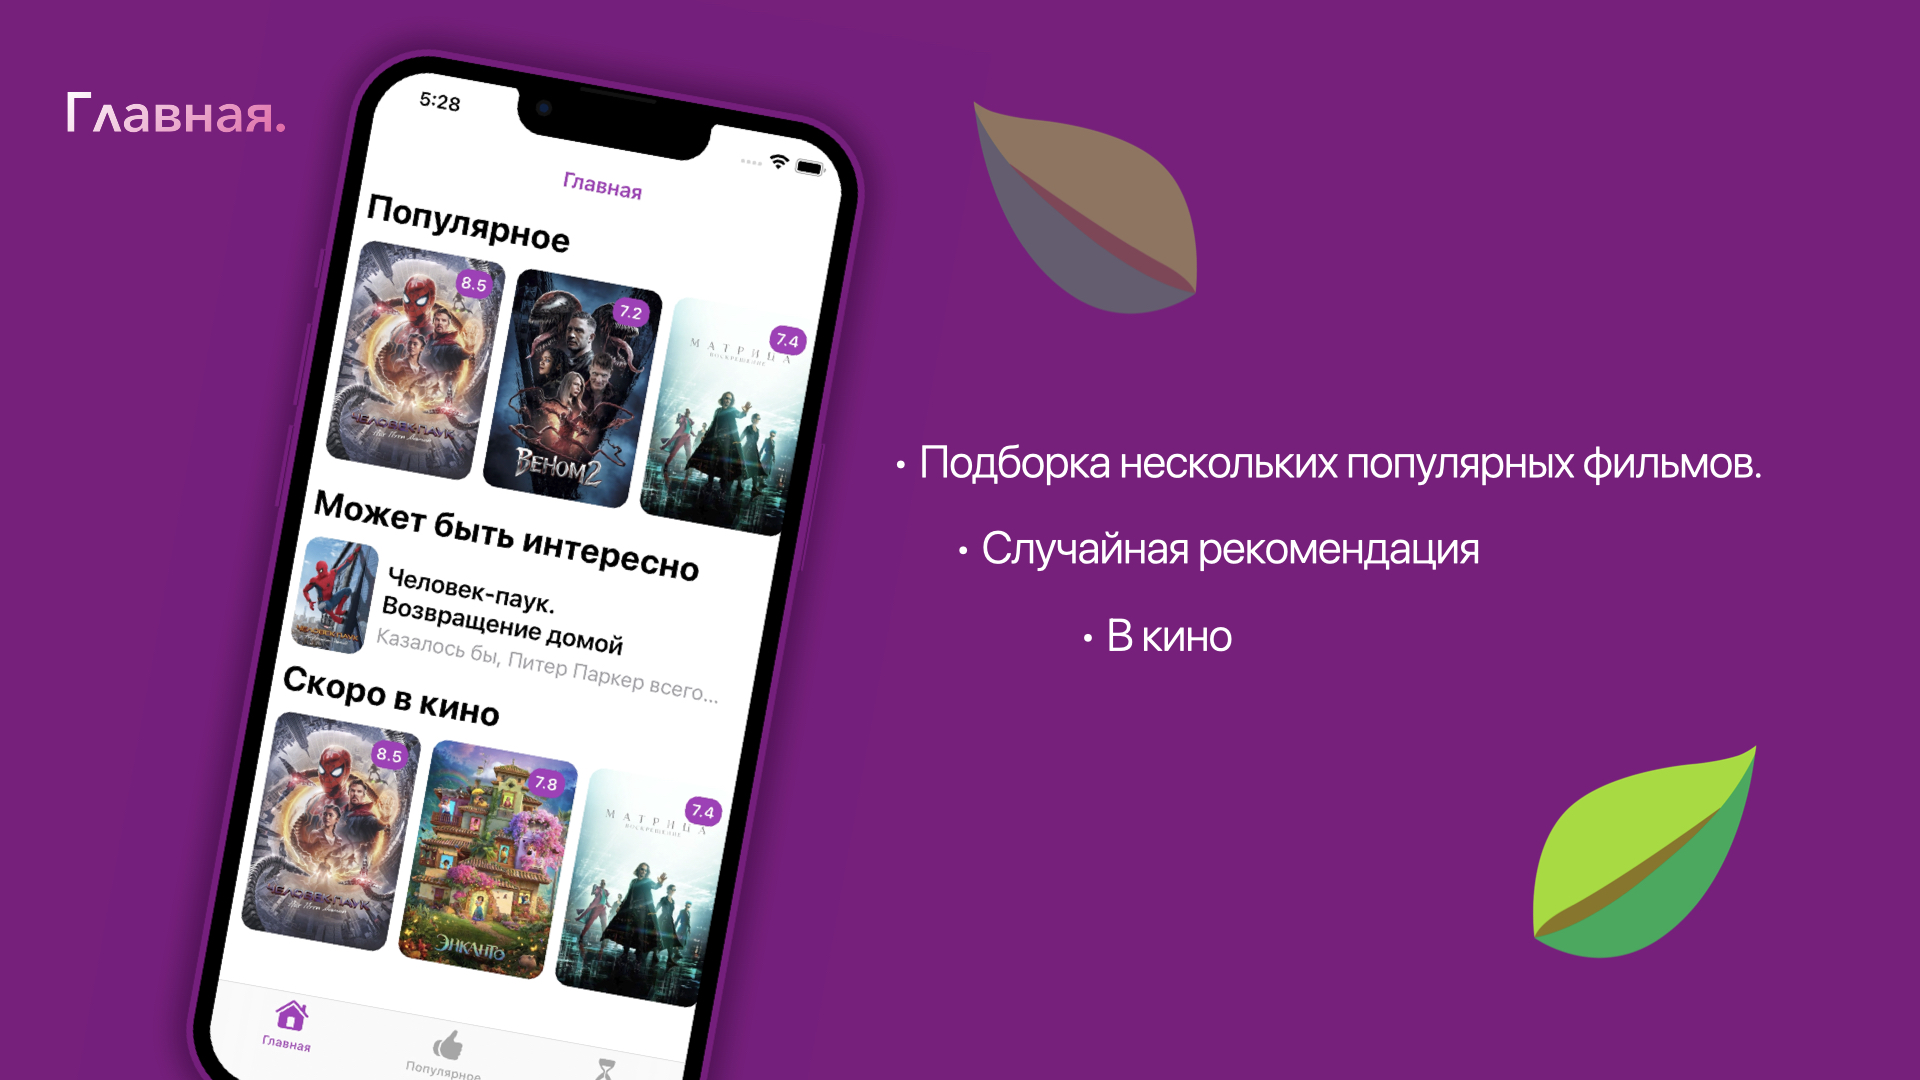 Главная.
5:28
Главная
Популярное
8.5
7.2
7.4
ЧЕЛОВЕК-ПАУК
ВЕНОМ 2
МАТРИЦА
ВОСКРЕШЕНИЕ
Может быть интересно
Человек-паук.
Возвращение домой
Казалось бы, Питер Паркер всего...
Скоро в кино
8.5
7.8
7.4
ЧЕЛОВЕК-ПАУК
ЭНКАНТО
МАТРИЦА
ВОСКРЕШЕНИЕ
Главная
Популярное
• Подборка нескольких популярных фильмов.
• Случайная рекомендация
• В кино